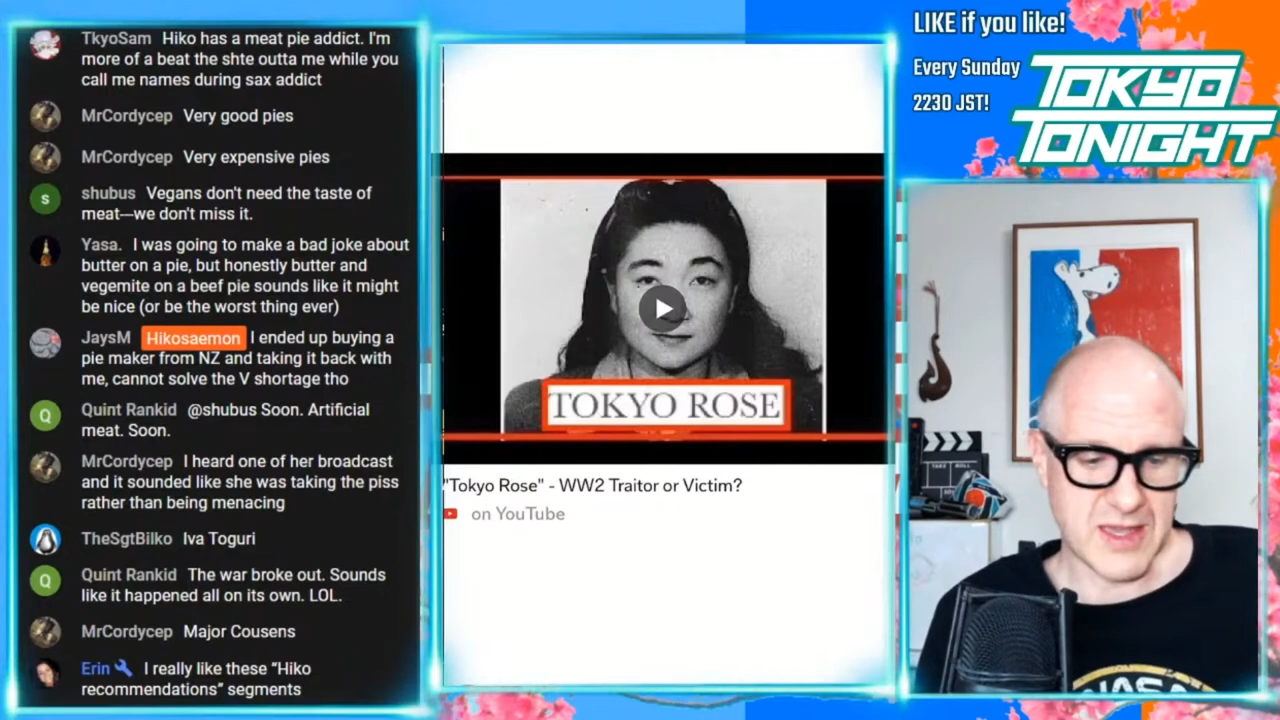 TkyoSam Hiko has a meat pie addict. I'm
more of a beat the shte outta me while you
call me names during sax addict
MrCordycep Very good pies
MrCordycep Very expensive pies
s
shubus Vegans don't need the taste of
meat—we don't miss it.
Yasa. I was going to make a bad joke about
butter on a pie, but honestly butter and
vegemite on a beef pie sounds like it might
be nice (or be the worst thing ever)
JaysM Hikosaemon I ended up buying a
pie maker from NZ and taking it back with
me, cannot solve the V shortage tho
Q
Quint Rankid @shubus Soon. Artificial
meat. Soon.
MrCordycep I heard one of her broadcast
and it sounded like she was taking the piss
rather than being menacing
TheSgtBilko Iva Toguri
Q
Quint Rankid The war broke out. Sounds
like it happened all on its own. LOL.
MrCordycep Major Cousens
Erin I really like these “Hiko
recommendations” segments
TOKYO ROSE
"Tokyo Rose" - WW2 Traitor or Victim?
on YouTube
LIKE if you like!
Every Sunday
2230 JST!
TOKYO
TONIGHT
TAKE ROLL
NASA